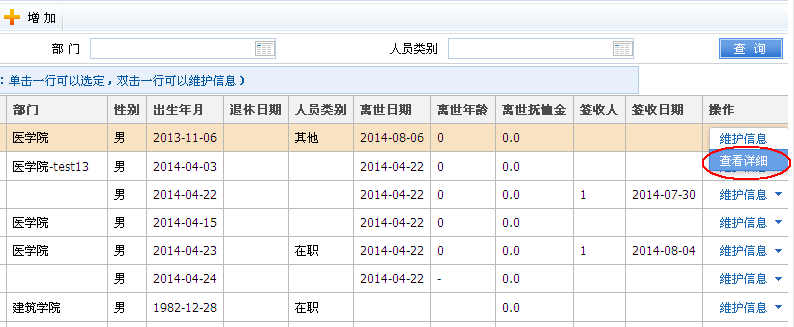 增 加
部 门 人员类别 查 询
：单击一行可以选定，双击一行可以维护信息 ）
部门 性别 出生年月 退休日期 人员类别 离世日期 离世年龄 离世抚恤金 签收人 签收日期 操作
医学院 男 2013-11-06 其他 2014-08-06 0 0.0 维护信息
查看详细
医学院-test13 男 2014-04-03 2014-04-22 0 0.0
男 2014-04-22 2014-04-22 0 0.0 1 2014-07-30 维护信息
医学院 男 2014-04-15 2014-04-22 0 0.0 维护信息
医学院 男 2014-04-23 在职 2014-04-22 0 0.0 1 2014-08-04 维护信息
男 2014-04-24 2014-04-22 - 0.0 维护信息
建筑学院 男 1982-12-28 在职 0.0 维护信息